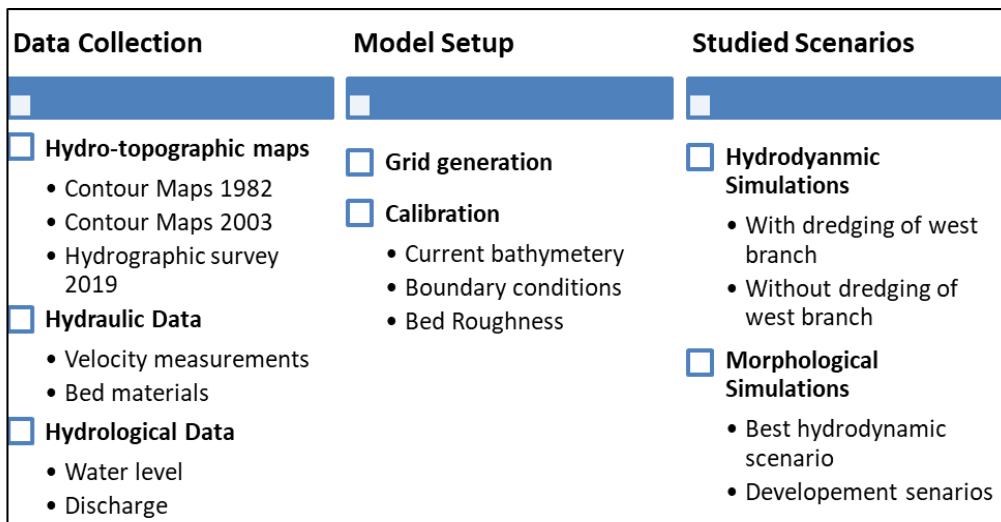 Data Collection
Hydro-topographic maps
• Contour Maps 1982
• Contour Maps 2003
• Hydrographic survey
2019
Hydraulic Data
• Velocity measurements
• Bed materials
Hydrological Data
• Water level
• Discharge
Model Setup
Grid generation
Calibration
• Current bathymetery
• Boundary conditions
• Bed Roughness
Studied Scenarios
Hydrodyanmic
Simulations
• With dredging of west
branch
• Without dredging of
west branch
Morphological
Simulations
• Best hydrodynamic
scenario
• Developement senarios